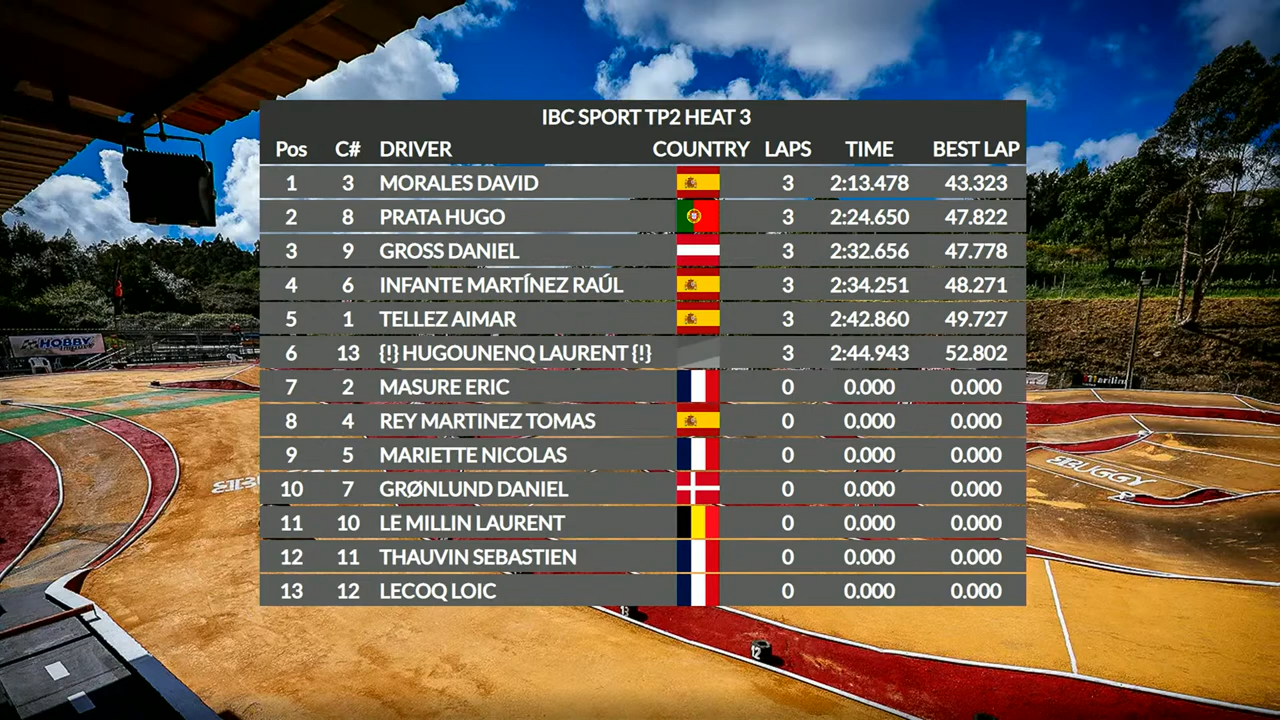 IBC SPORT TP2 HEAT 3
Pos C# DRIVER COUNTRY LAPS TIME BEST LAP
1 3 MORALES DAVID 3 2:13.478 43.323
2 8 PRATA HUGO 3 2:24.650 47.822
3 9 GROSS DANIEL 3 2:32.656 47.778
4 6 INFANTE MARTÍNEZ RAÚL 3 2:34.251 48.271
5 1 TELLEZ AIMAR 3 2:42.860 49.727
6 13 {!} HUGOUNENQ LAURENT {!} 3 2:44.943 52.802
7 2 MASURE ERIC 0 0.000 0.000
8 4 REY MARTINEZ TOMAS 0 0.000 0.000
9 5 MARIETTE NICOLAS 0 0.000 0.000
10 7 GRØNLUND DANIEL 0 0.000 0.000
11 10 LE MILLIN LAURENT 0 0.000 0.000
12 11 THAUVIN SEBASTIEN 0 0.000 0.000
13 12 LECOQ LOIC 0 0.000 0.000
HOBBY
BUGGY
13
12